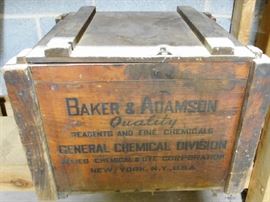 BAKER & ADAMSON
Quality
REAGENTS AND FINE CHEMICALS
GENERAL CHEMICAL DIVISION
ALLIED CHEMICAL & DYE CORPORATION
NEW YORK, N.Y., U.S.A.